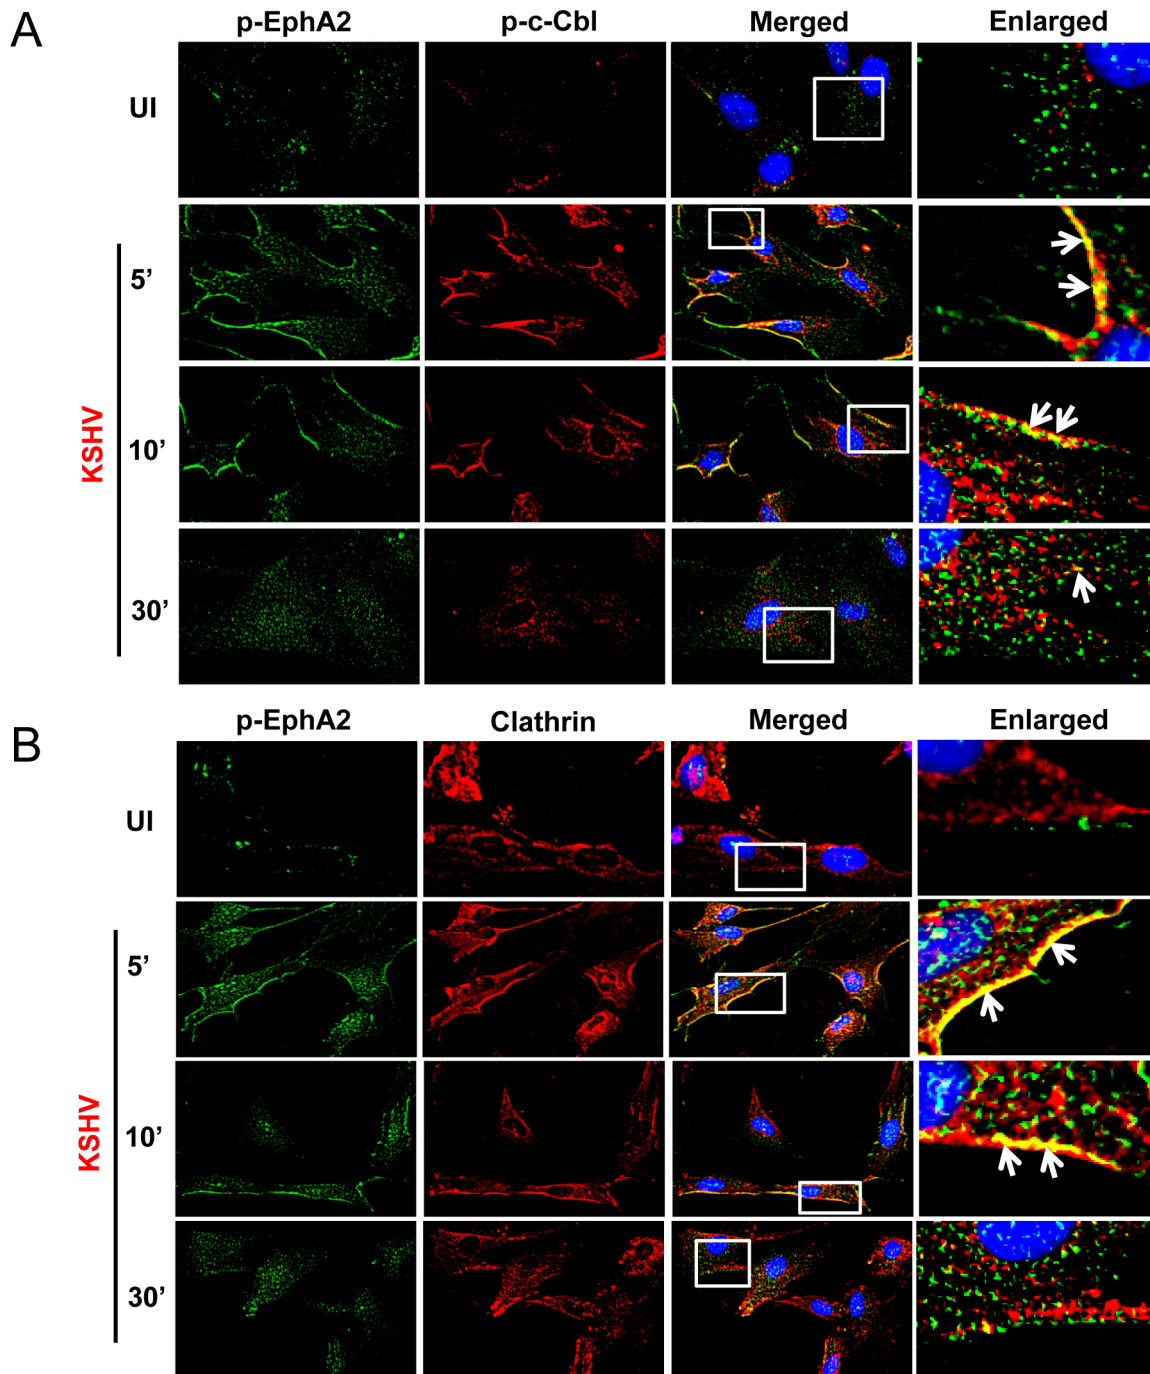 A
p-EphA2 p-c-Cbl Merged Enlarged
UI
5’
KSHV
10’
30’
B
p-EphA2 Clathrin Merged Enlarged
UI
5’
KSHV
10’
30’